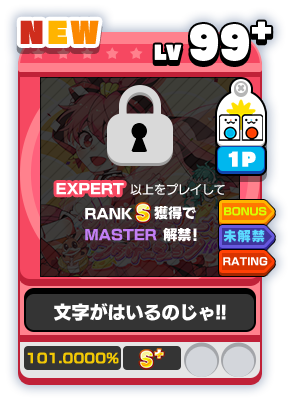 NEW
LV 99+
1P
EXPERT 以上をプレイして
RANK S 獲得で
MASTER 解禁!
BONUS
未解禁
RATING
文字がはいるのじゃ!!
101.0000%
S+